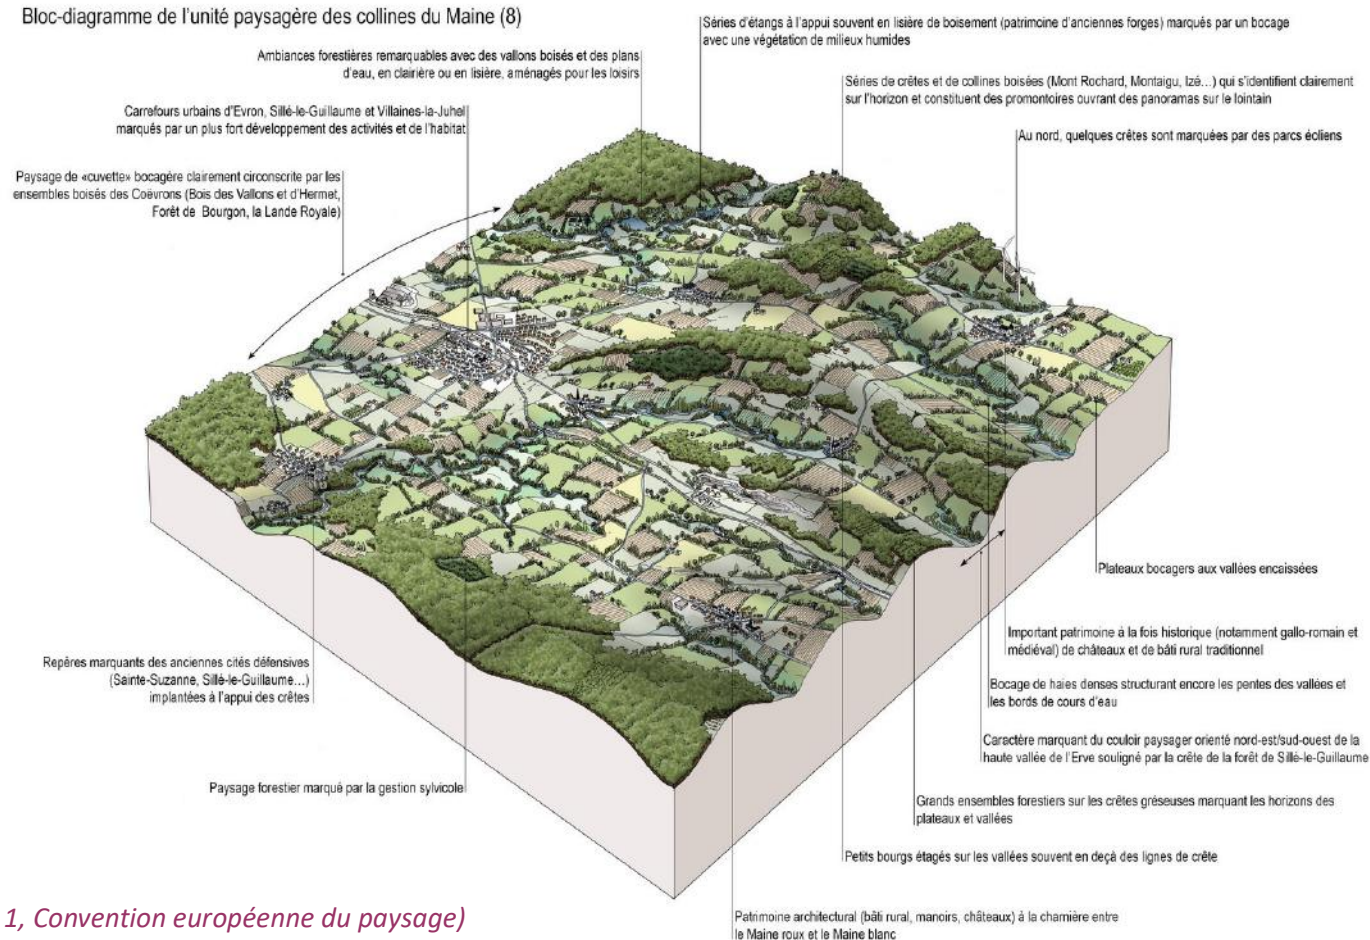 Bloc-diagramme de l'unité paysagère des collines du Maine (8)
Séries d'étangs à l'appui souvent en lisière de boisement (patrimoine d'anciennes forges) marqués par un bocage
avec une végétation de milieux humides
Ambiances forestières remarquables avec des vallons boisés et des plans
d'eau, en clairière ou en lisière, aménagés pour les loisirs
Séries de crêtes et de collines boisées (Mont Rochard, Montaigu, Izé...) qui s'identifient clairement
sur l'horizon et constituent des promontoires ouvrant des panoramas sur le lointain
Carrefours urbains d'Evron, Sillé-le-Guillaume et Villaines-la-Juhel
marqués par un plus fort développement des activités et de l'habitat
Au nord, quelques crêtes sont marquées par des parcs éoliens
Paysage de «cuvette» bocagère clairement circonscrite par les
ensembles boisés des Coëvrons (Bois des Vallons et d'Hermet,
Forêt de Bourgon, la Lande Royale)
Plateaux bocagers aux vallées encaissées
Important patrimoine à la fois historique (notamment gallo-romain et
médiéval) de châteaux et de bâti rural traditionnel
Repères marquants des anciennes cités défensives
(Sainte-Suzanne, Sillé-le-Guillaume...)
implantées à l'appui des crêtes
Bocage de haies denses structurant encore les pentes des vallées et
les bords de cours d'eau
Caractère marquant du couloir paysager orienté nord-est/sud-ouest de la
haute vallée de l'Erve souligné par la crête de la forêt de Sillé-le-Guillaume
Paysage forestier marqué par la gestion sylvicole
Grands ensembles forestiers sur les crêtes gréseuses marquant les horizons des
plateaux et vallées
Petits bourgs étagés sur les vallées souvent en deçà des lignes de crête
Patrimoine architectural (bâti rural, manoirs, châteaux) à la charnière entre
le Maine roux et le Maine blanc
1, Convention européenne du paysage)